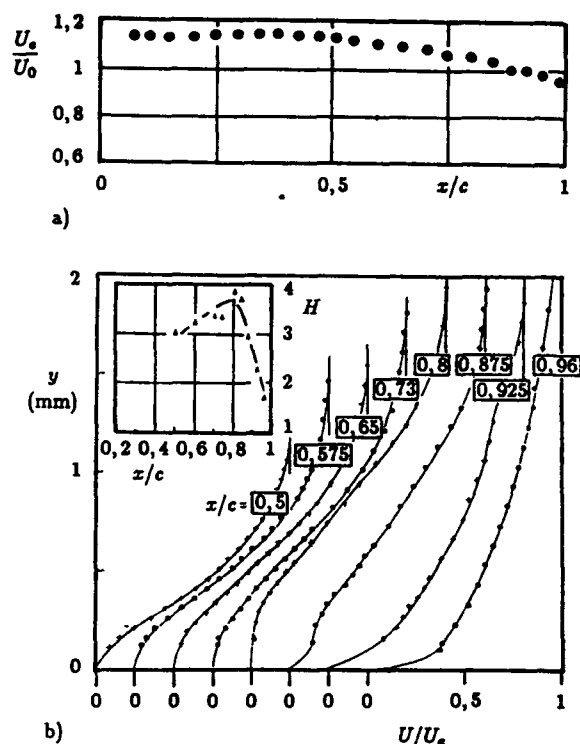 1,2
U_e
U_0
1
0,8
0,6
0
0,5
x/c
1
a)
2
y
(mm)
1
0
4
3
2
1
H
0,2 0,4 0,6 0,8 1
x/c
x/c= 0,5
0,575
0,65
0,73
0,8
0,875
0,925
0,96
0 0 0 0 0 0 0 0 0,5 1
b)
U/U_e